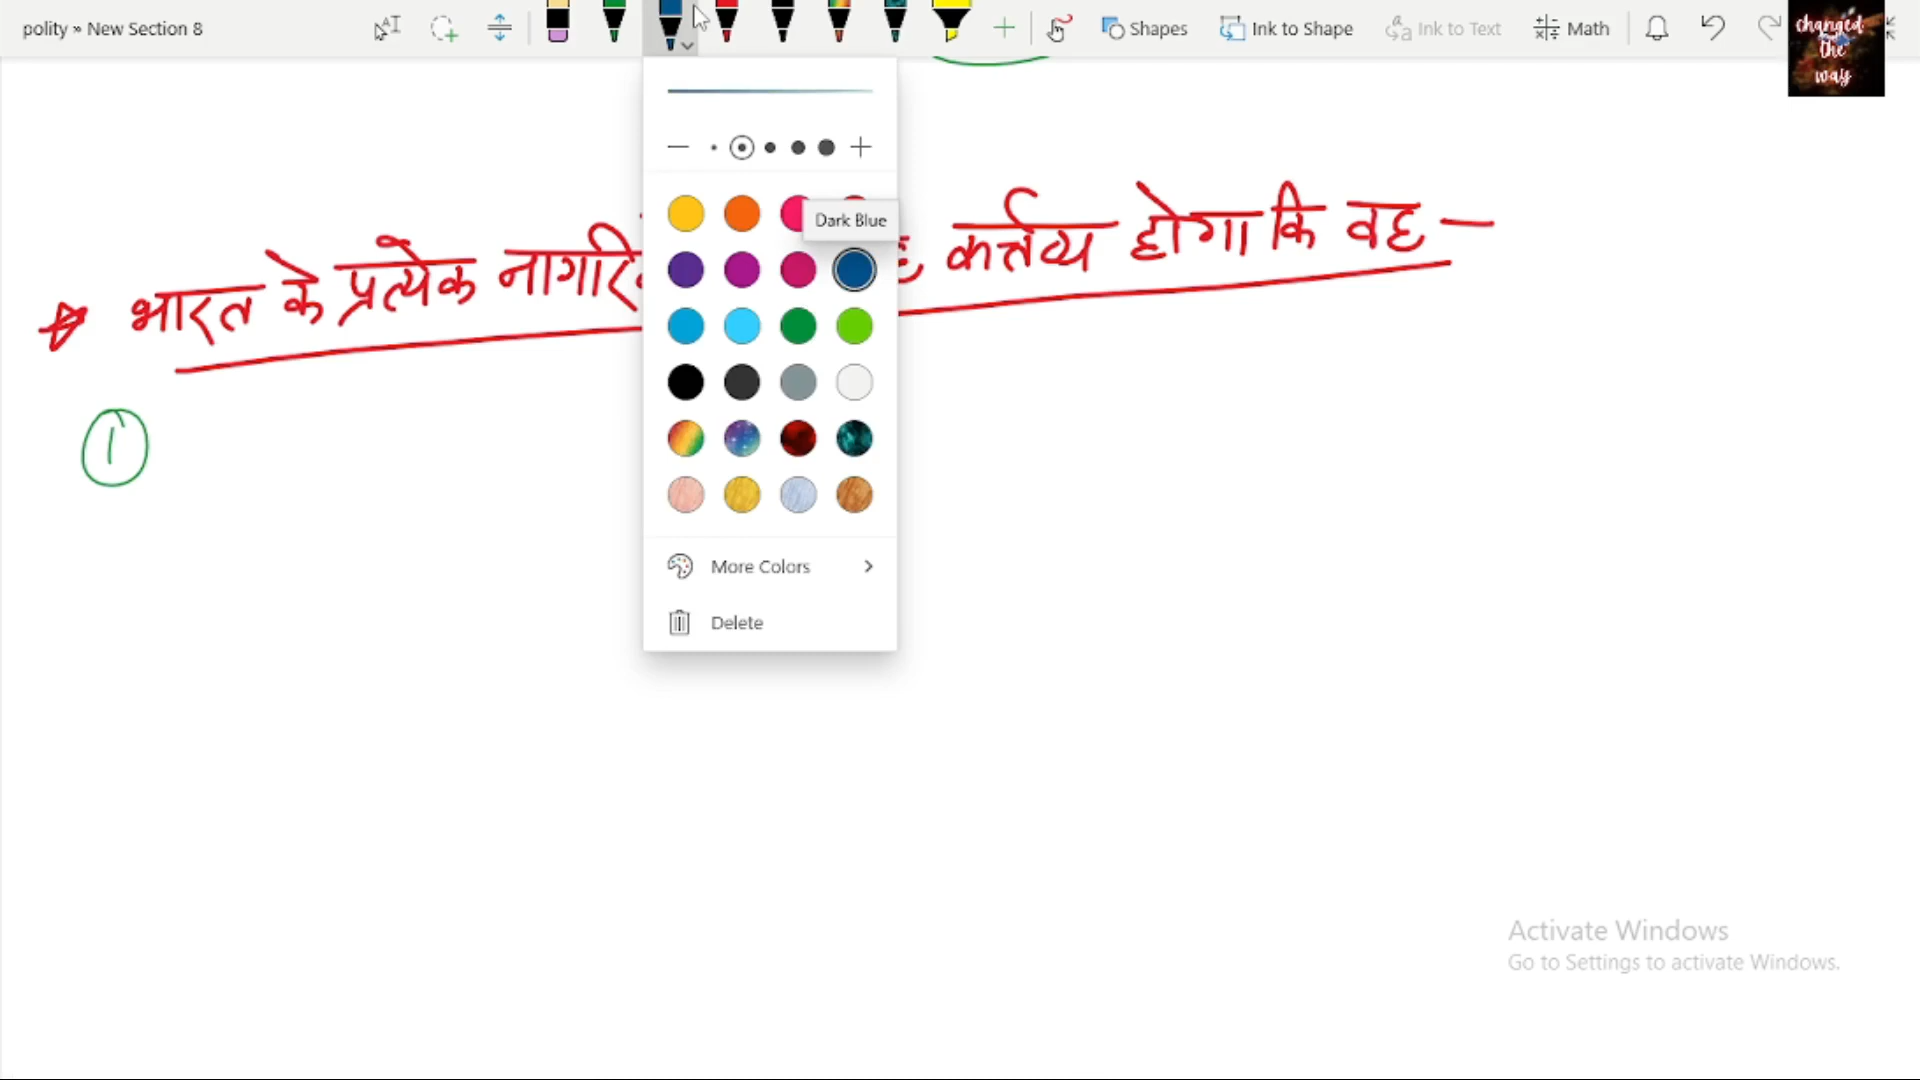 polity » New Section 8
Shapes
Ink to Shape
Ink to Text
Math
changed
the
way
Dark Blue
भारत के प्रत्येक कर्त्तव्य होगा कि वह —
1
More Colors
Delete
Activate Windows
Go to Settings to activate Windows.